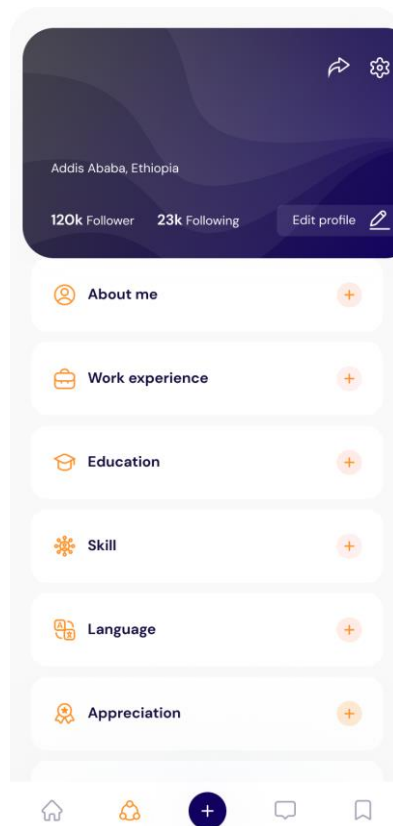 Addis Ababa, Ethiopia
120k Follower 23k Following Edit profile
About me
Work experience
Education
Skill
Language
Appreciation